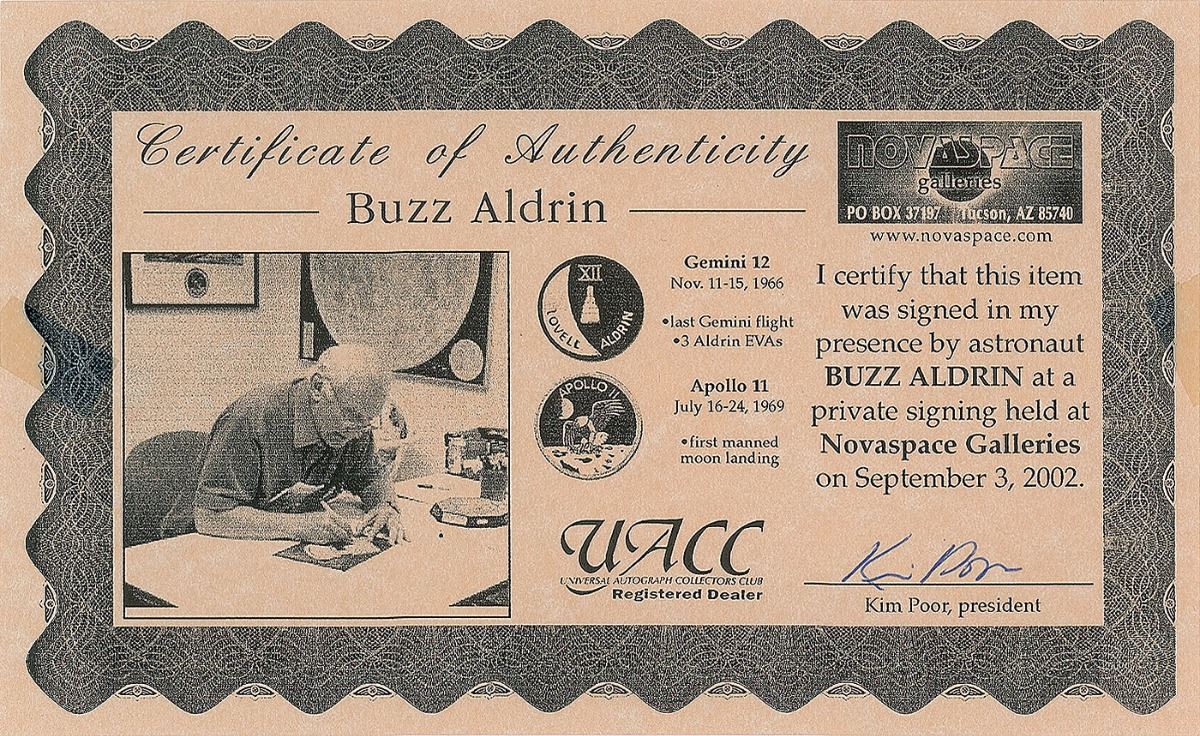 Certificate of Authenticity
Buzz Aldrin
NOVASPACE
galleries
PO BOX 37197 Tucson, AZ 85740
www.novaspace.com
XII
LOVELL ALDRIN
Gemini 12
Nov. 11-15, 1966
•last Gemini flight
•3 Aldrin EVAs
APOLLO 11
Apollo 11
July 16-24, 1969
•first manned
moon landing
I certify that this item
was signed in my
presence by astronaut
BUZZ ALDRIN at a
private signing held at
Novaspace Galleries
on September 3, 2002.
UACC
UNIVERSAL AUTOGRAPH COLLECTORS CLUB
Registered Dealer
Kim Poor
Kim Poor, president